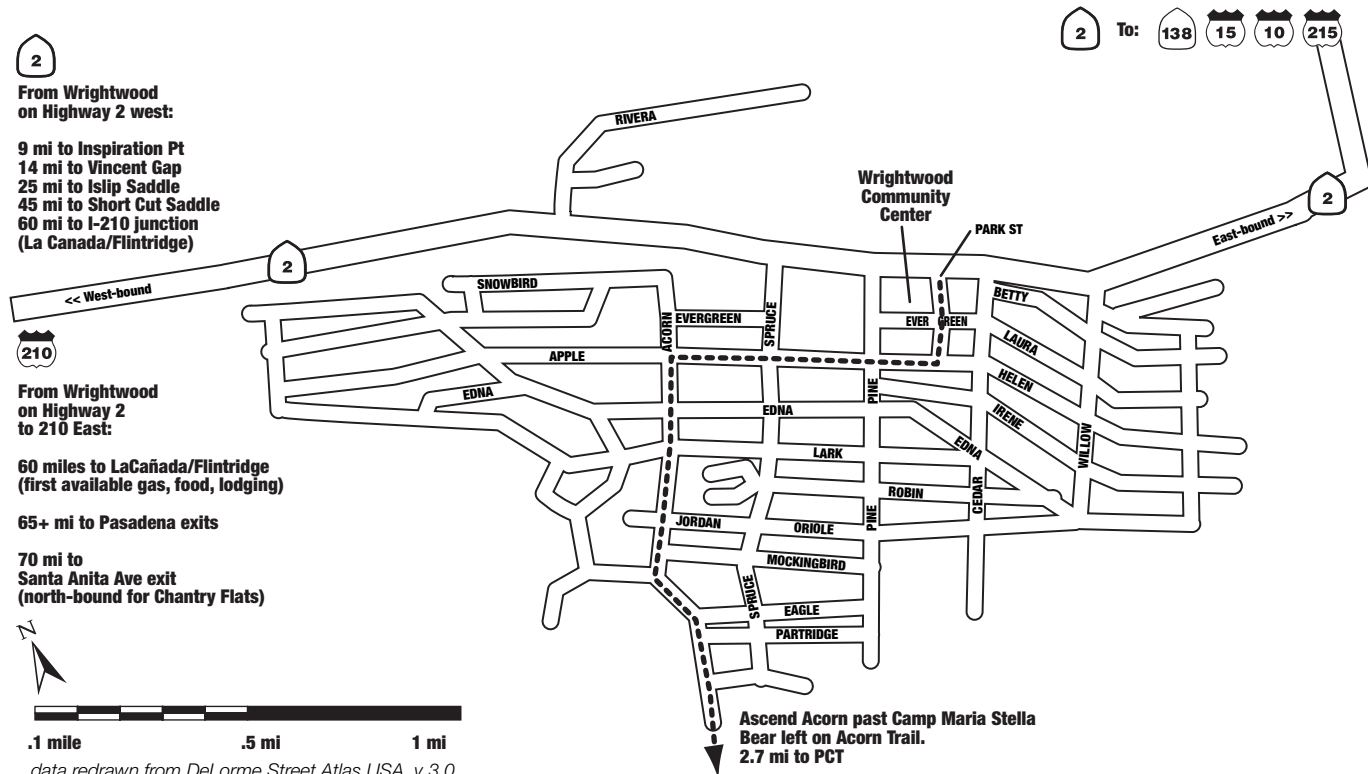 2
From Wrightwood
on Highway 2 west:
9 mi to Inspiration Pt
14 mi to Vincent Gap
25 mi to Islip Saddle
45 mi to Short Cut Saddle
60 mi to I-210 junction
(La Canada/Flintridge)
2 To: 138 15 10 215
RIVERA
Wrightwood
Community
Center
PARK ST
2
East-bound >>
2
<< West-bound
SNOWBIRD
BETTY
EVERGREEN
SPRUCE
ACORN
EVER GREEN
LAURA
APPLE
HELEN
PINE
EDNA
EDNA
IRENE
EDNA
WILLOW
LARK
ROBIN
CEDAR
JORDAN
ORIOLE
PINE
MOCKINGBIRD
SPRUCE
EAGLE
PARTRIDGE
210
From Wrightwood
on Highway 2
to 210 East:
60 miles to LaCañada/Flintridge
(first available gas, food, lodging)
65+ mi to Pasadena exits
70 mi to
Santa Anita Ave exit
(north-bound for Chantry Flats)
N
.1 mile .5 mi 1 mi
data redrawn from DeLorme Street Atlas USA, v 3.0
Ascend Acorn past Camp Maria Stella
Bear left on Acorn Trail.
2.7 mi to PCT